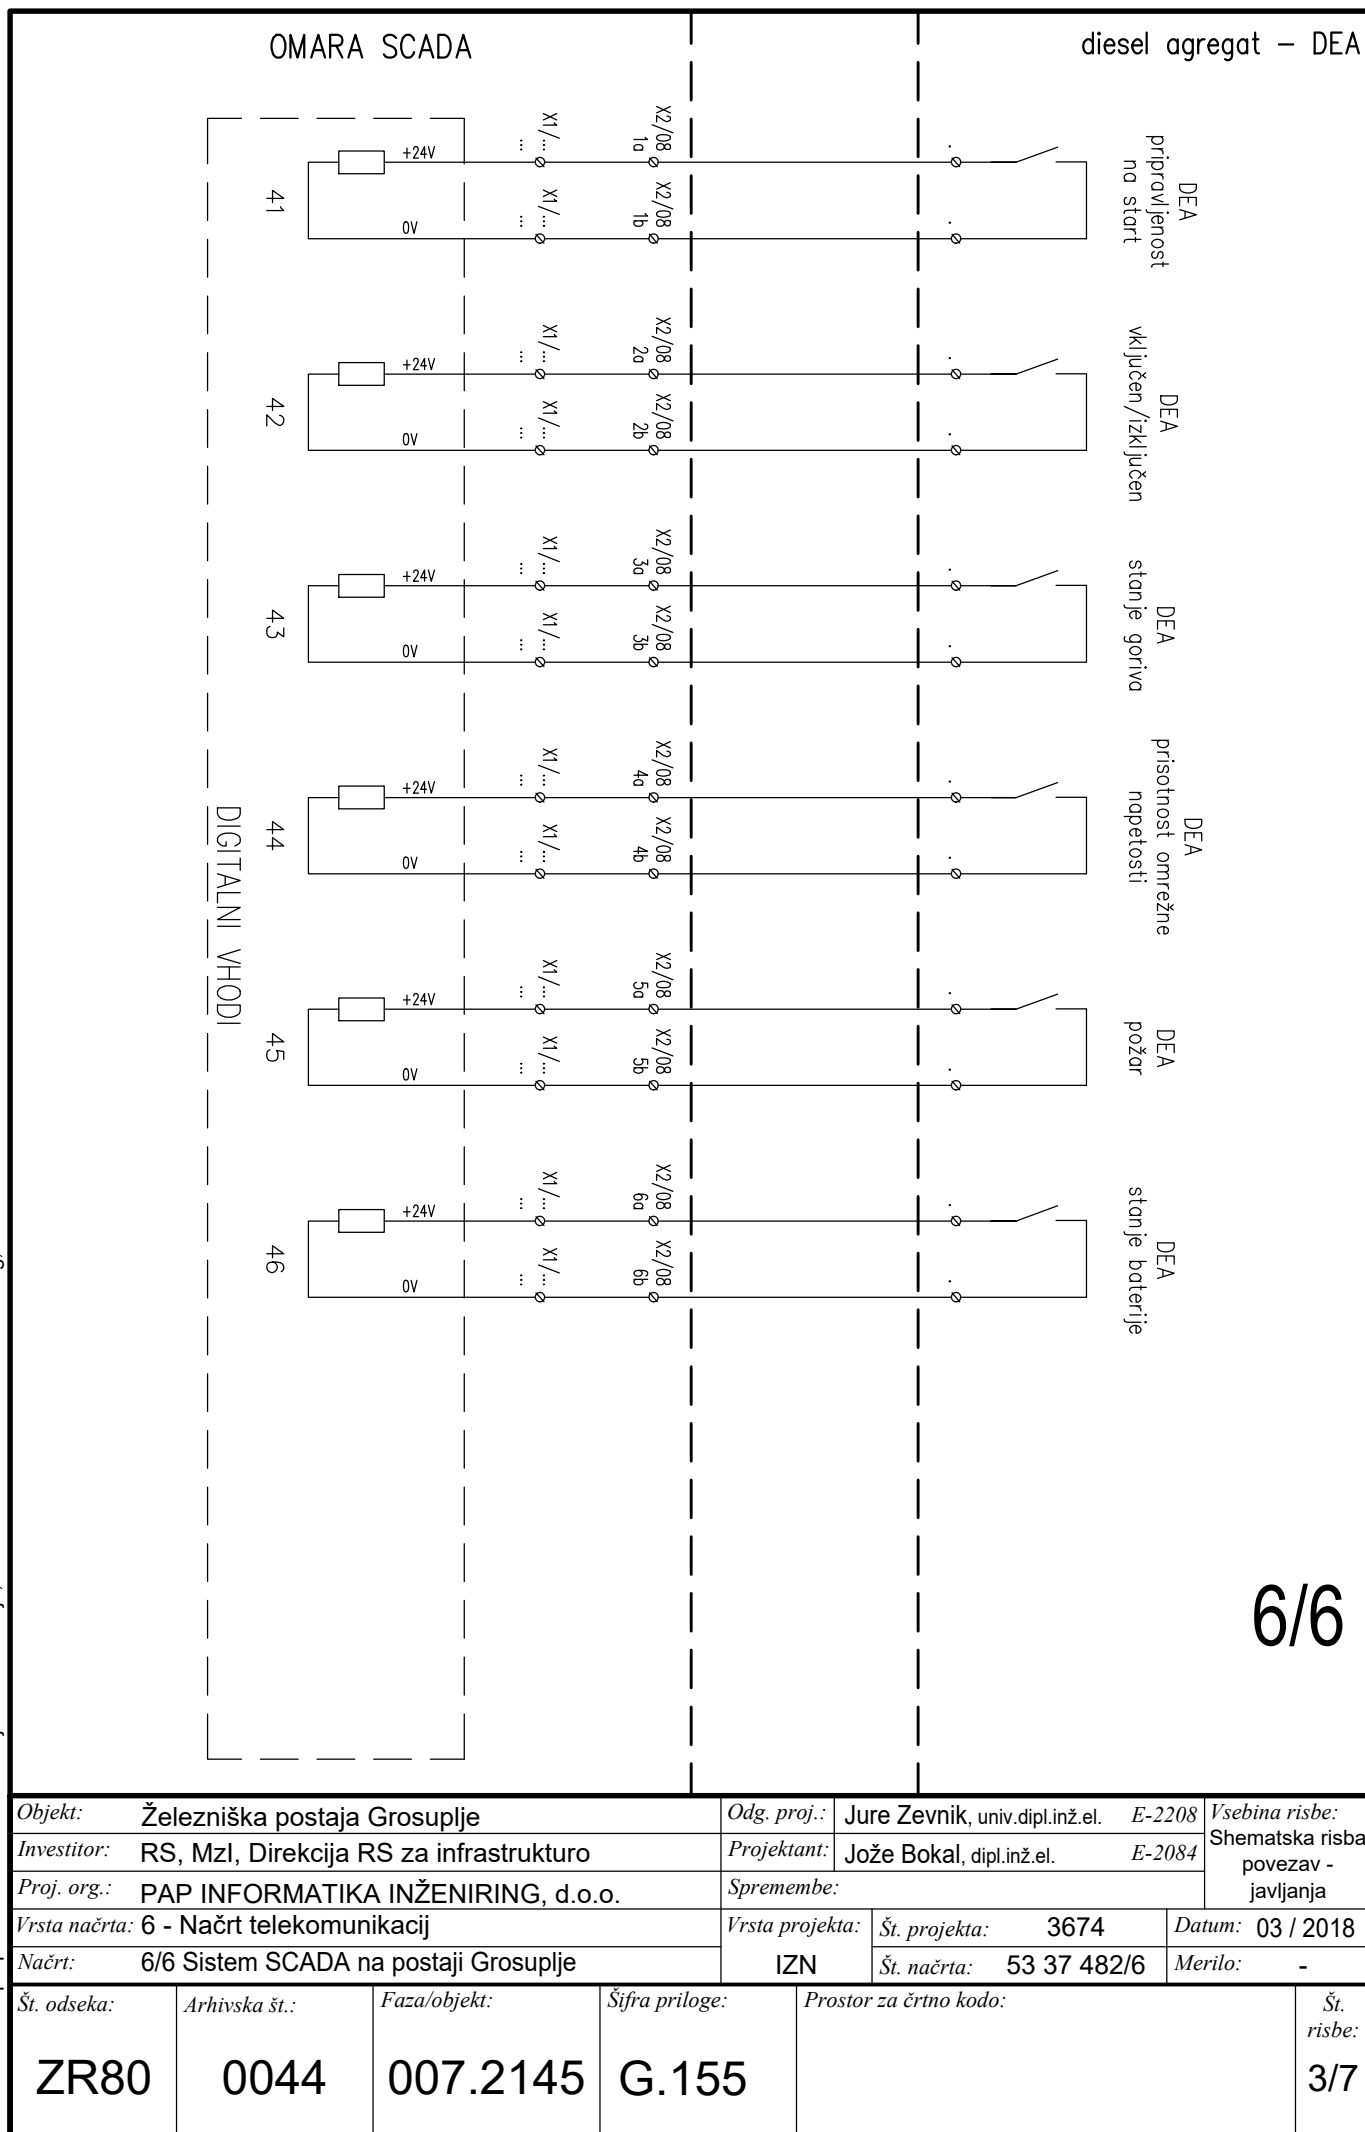 OMARA SCADA
diesel agregat – DEA
41
+24V
0V
X1/...
...
X1/...
...
X2/08
1a
X2/08
1b
DEA
pripravljenost
na start
42
+24V
0V
X1/...
...
X1/...
...
X2/08
2a
X2/08
2b
DEA
vključen/izključen
43
+24V
0V
X1/...
...
X1/...
...
X2/08
3a
X2/08
3b
DEA
stanje goriva
44
+24V
0V
X1/...
...
X1/...
...
X2/08
4a
X2/08
4b
DEA
prisotnost omrežne
napetosti
45
+24V
0V
X1/...
...
X1/...
...
X2/08
5a
X2/08
5b
DEA
požar
46
+24V
0V
X1/...
...
X1/...
...
X2/08
6a
X2/08
6b
DEA
stanje baterije
DIGITALNI VHODI
6/6
Objekt: Železniška postaja Grosuplje
Investitor: RS, MzI, Direkcija RS za infrastrukturo
Proj. org.: PAP INFORMATIKA INŽENIRING, d.o.o.
Vrsta načrta: 6 - Načrt telekomunikacij
Načrt: 6/6 Sistem SCADA na postaji Grosuplje
Odg. proj.: Jure Zevnik, univ.dipl.inž.el. E-2208
Projektant: Jože Bokal, dipl.inž.el. E-2084
Spremembe:
Vsebina risbe:
Shematska risba
povezav -
javljanja
Vrsta projekta:
IZN
Št. projekta: 3674
Št. načrta: 53 37 482/6
Datum: 03 / 2018
Merilo: -
Št. odseka:
ZR80
Arhivska št.:
0044
Faza/objekt:
007.2145
Šifra priloge:
G.155
Prostor za črtno kodo:
Št.
risbe:
3/7